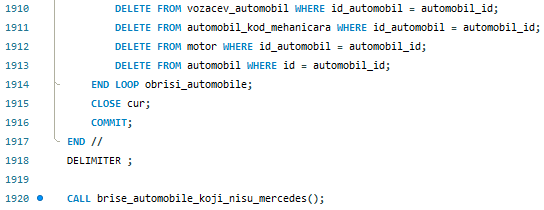 1910 DELETE FROM vozacev_automobil WHERE id_automobil = automobil_id;
1911 DELETE FROM automobil_kod_mehanicara WHERE id_automobil = automobil_id;
1912 DELETE FROM motor WHERE id_automobil = automobil_id;
1913 DELETE FROM automobil WHERE id = automobil_id;
1914 END LOOP obrisi_automobile;
1915 CLOSE cur;
1916 COMMIT;
1917 END //
1918 DELIMITER ;
1919
1920 CALL brise_automobile_koji_nisu_mercedes();